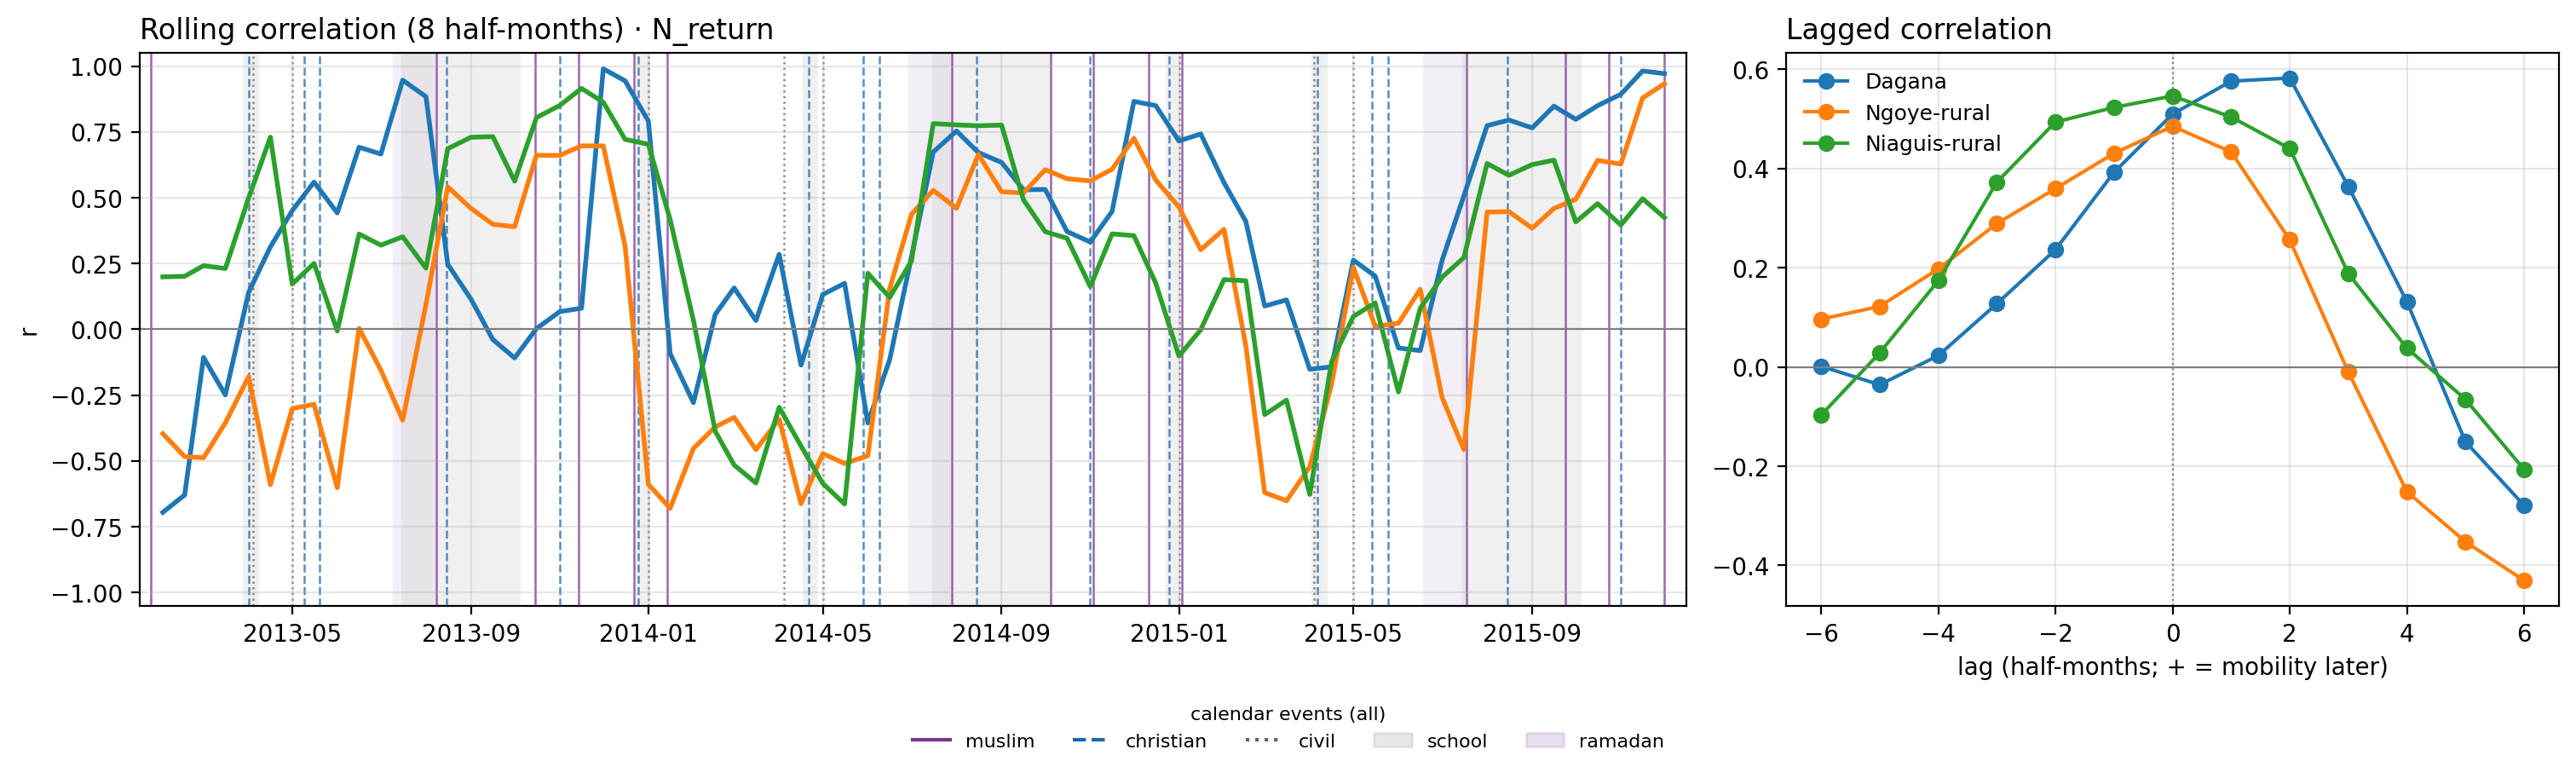 Rolling correlation (8 half-months) · N_return
1.00
0.75
0.50
0.25
0.00
−0.25
−0.50
−0.75
−1.00
r
2013-05 2013-09 2014-01 2014-05 2014-09 2015-01 2015-05 2015-09
Lagged correlation
Dagana
Ngoye-rural
Niaguis-rural
0.6
0.4
0.2
0.0
−0.2
−0.4
−6 −4 −2 0 2 4 6
lag (half-months; + = mobility later)
calendar events (all)
muslim christian civil school ramadan